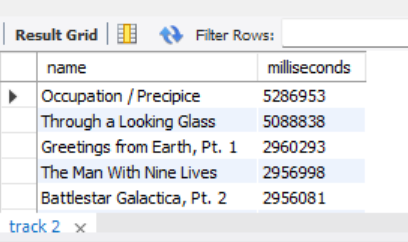 Result Grid Filter Rows:
name milliseconds
Occupation / Precipice 5286953
Through a Looking Glass 5088838
Greetings from Earth, Pt. 1 2960293
The Man With Nine Lives 2956998
Battlestar Galactica, Pt. 2 2956081
track 2 ×